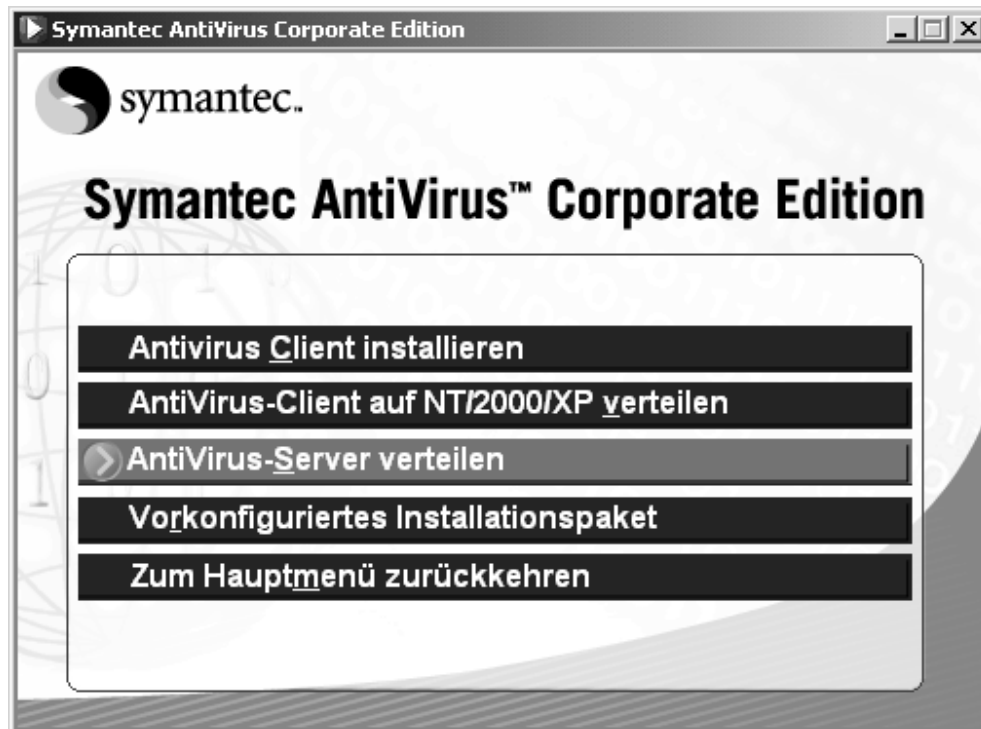 Symantec AntiVirus Corporate Edition
symantec™
Symantec AntiVirus™ Corporate Edition
Antivirus Client installieren
AntiVirus-Client auf NT/2000/XP verteilen
AntiVirus-Server verteilen
Vorkonfiguriertes Installationspaket
Zum Hauptmenü zurückkehren